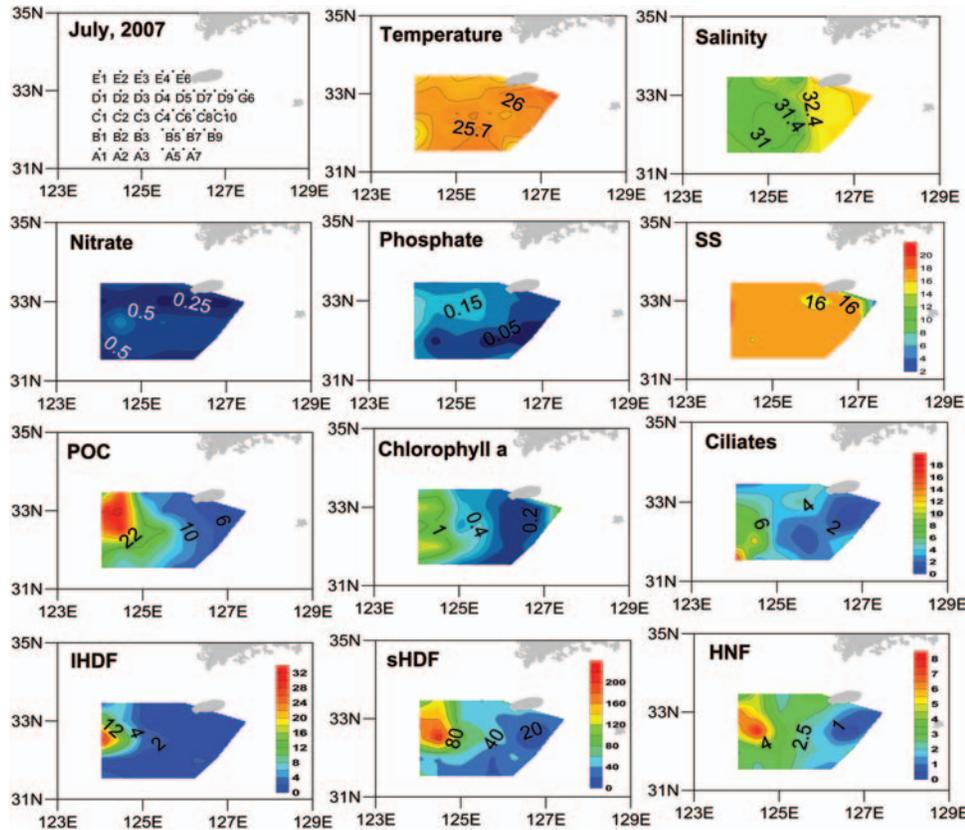 July, 2007
Temperature
Salinity
35N
33N
31N
123E 125E 127E 129E
E1 E2 E3 E4 E6
D1 D2 D3 D4 D5 D7 D9 G6
C1 C2 C3 C4 C6 C8 C10
B1 B2 B3 B5 B7 B9
A1 A2 A3 A5 A7
35N
33N
31N
123E 125E 127E 129E
26
25.7
35N
33N
31N
123E 125E 127E 129E
32.4
31.4
31
Nitrate
Phosphate
SS
35N
33N
31N
123E 125E 127E 129E
0.25
0.5
0.5
35N
33N
31N
123E 125E 127E 129E
0.15
0.05
35N
33N
31N
123E 125E 127E 129E
16 16
20
18
16
14
12
10
8
6
4
2
POC
Chlorophyll a
Ciliates
35N
33N
31N
123E 125E 127E 129E
22 10 6
35N
33N
31N
123E 125E 127E 129E
1 0.4 0.2
35N
33N
31N
123E 125E 127E 129E
6 4 2
18
16
14
12
10
8
6
4
2
0
lHDF
sHDF
HNF
35N
33N
31N
123E 125E 127E 129E
12 4 2
32
28
24
20
16
12
8
4
0
35N
33N
31N
123E 125E 127E 129E
80 40 20
200
160
120
80
40
0
35N
33N
31N
123E 125E 127E 129E
4 2.5 1
8
7
6
5
4
3
2
1
0